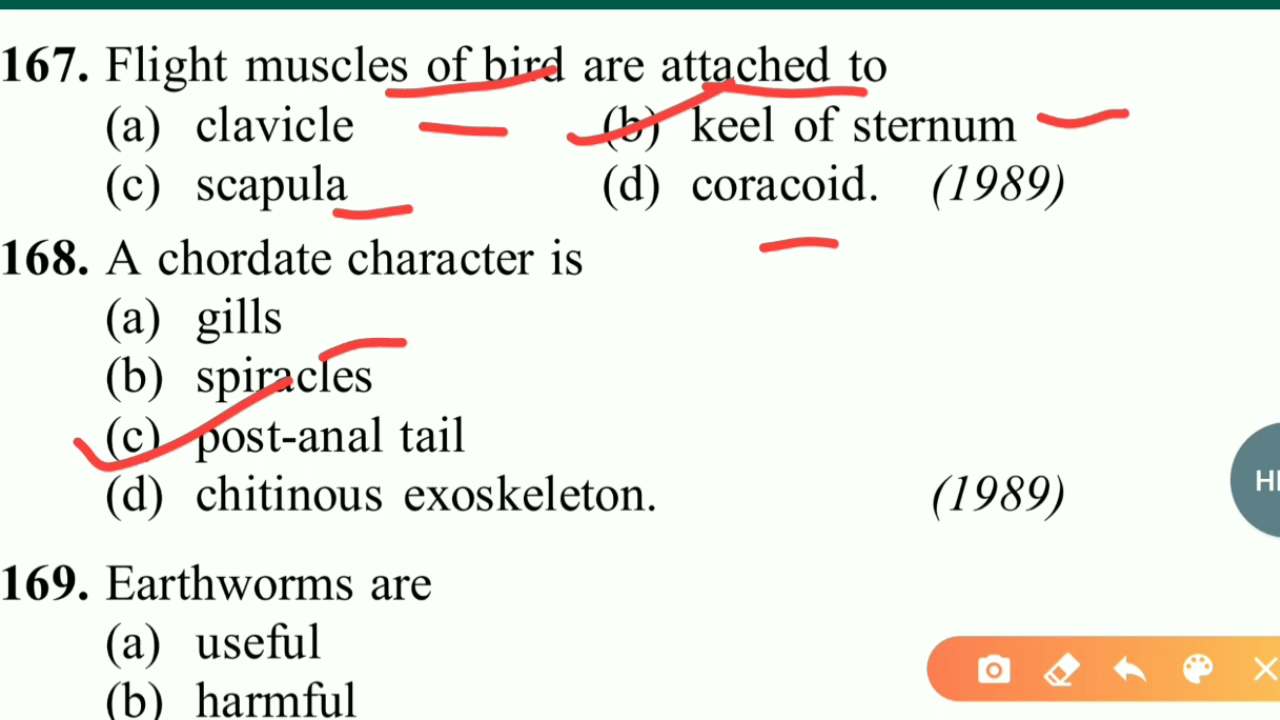 167. Flight muscles of bird are attached to
(a) clavicle (b) keel of sternum
(c) scapula (d) coracoid. (1989)
168. A chordate character is
(a) gills
(b) spiracles
(c) post-anal tail
(d) chitinous exoskeleton. (1989)
169. Earthworms are
(a) useful
(b) harmful